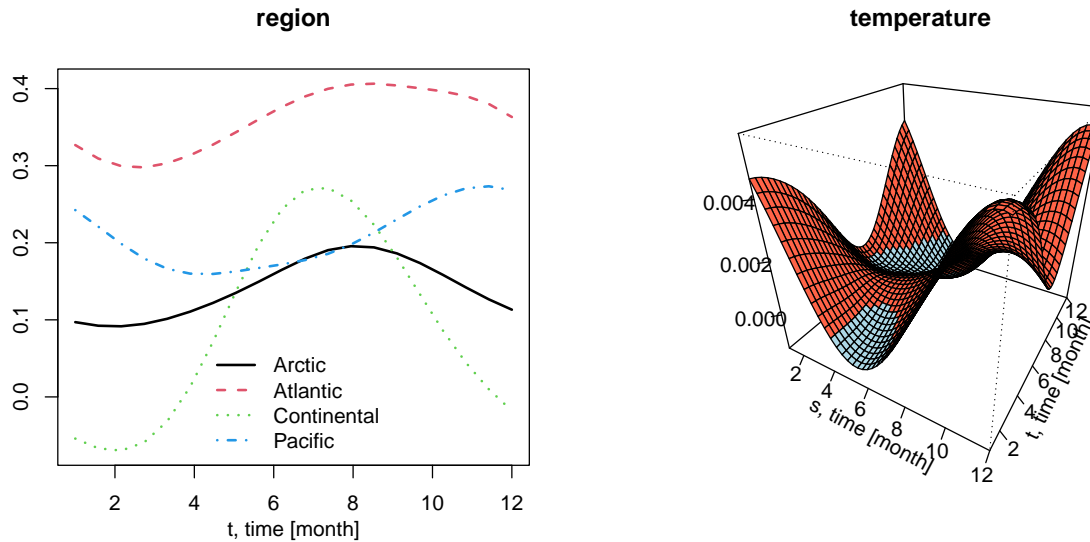 region
0.4
0.3
0.2
0.1
0.0
Arctic
Atlantic
Continental
Pacific
2 4 6 8 10 12
t, time [month]
temperature
0.004
0.002
0.000
2 4 6 8 10 12
s, time [month]
2 4 6 8 10 12
t, time [month]